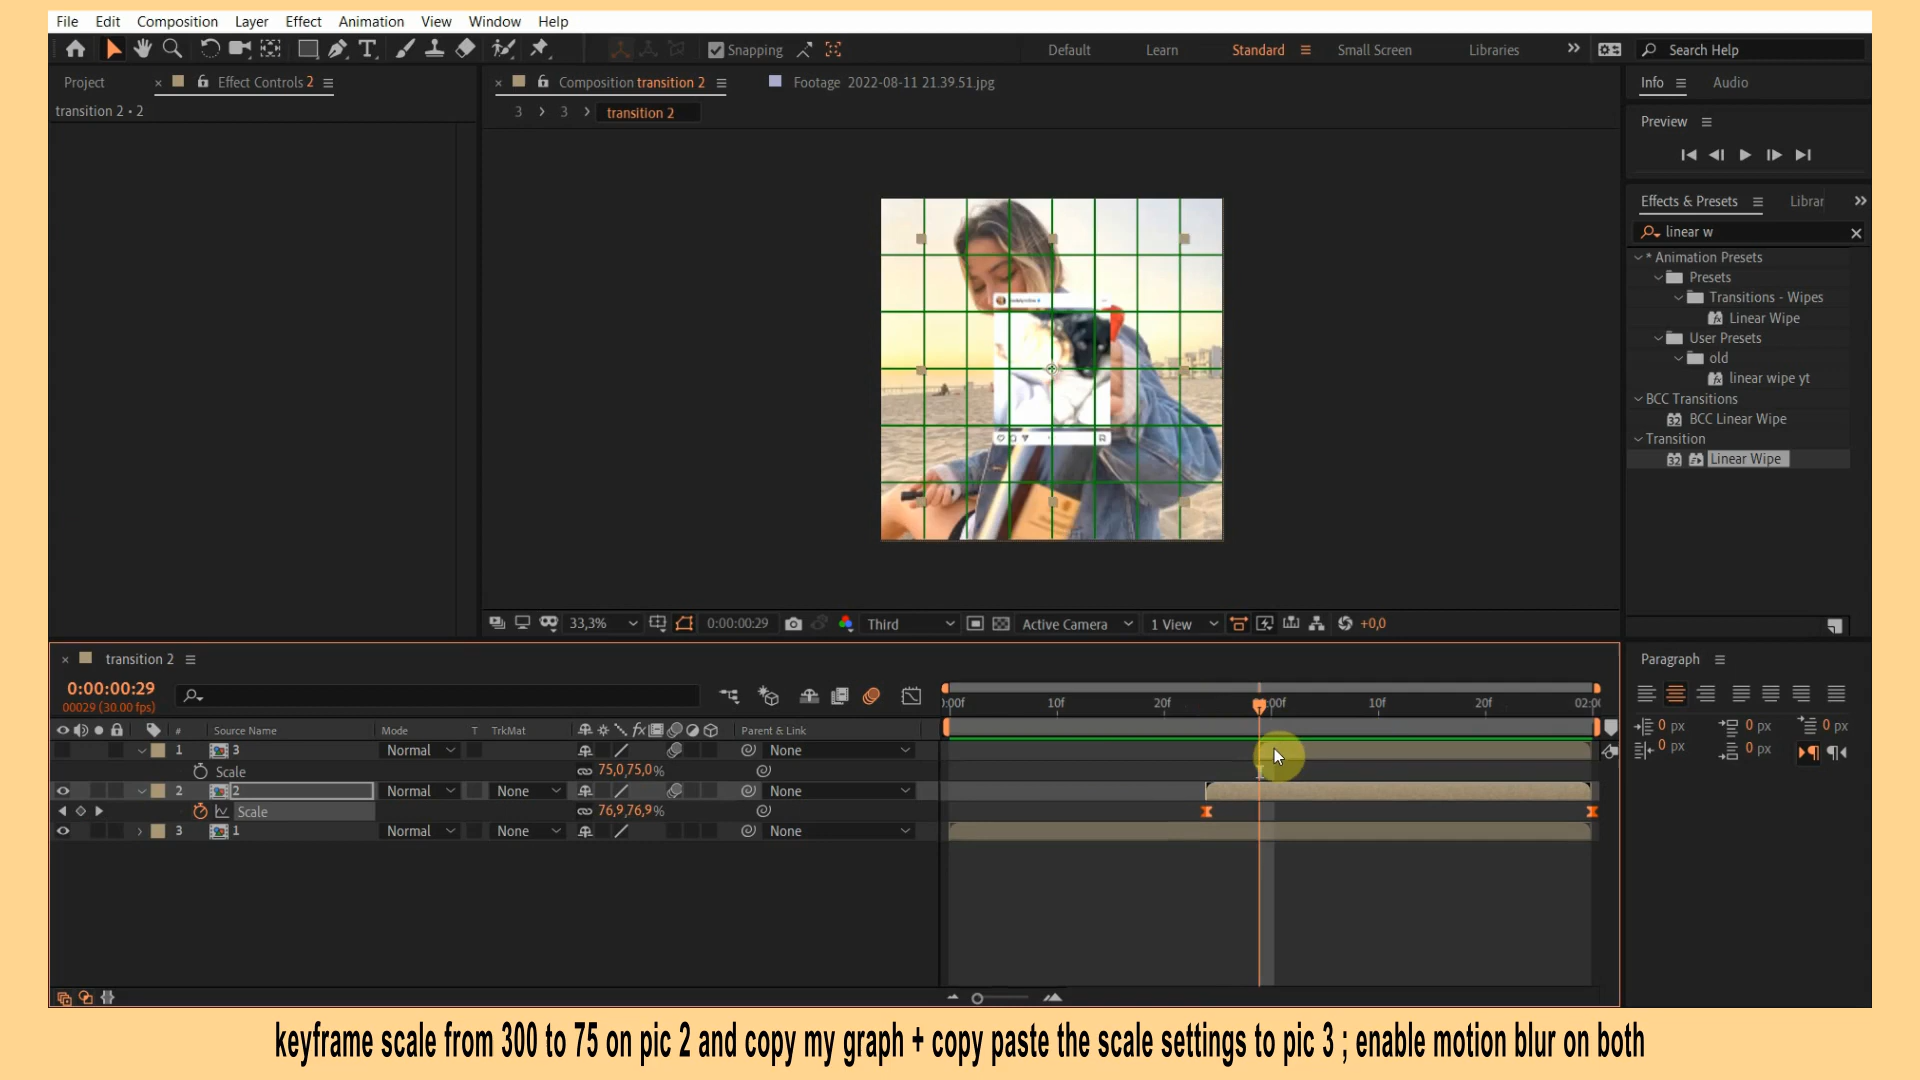 File Edit Composition Layer Effect Animation View Window Help
Snapping Default Learn Standard Small Screen Libraries Search Help
Project × Effect Controls 2
transition 2 • 2
× Composition transition 2
Footage 2022-08-11 21.39.51.jpg
3 › 3 › transition 2
33,3% 0:00:00:29 Third Active Camera 1 View +0,0
Info Audio
Preview
Effects & Presets Librar
linear w
* Animation Presets
Presets
Transitions - Wipes
Linear Wipe
User Presets
old
linear wipe yt
BCC Transitions
BCC Linear Wipe
Transition
Linear Wipe
Paragraph
0 px 0 px 0 px
0 px 0 px
× transition 2
0:00:00:29
00029 (30.00 fps)
# Source Name Mode T TrkMat Parent & Link
1 3 Normal None
Scale 75,0,75,0%
2 2 Normal None None
Scale 76,9,76,9%
3 1 Normal None None
):00f 10f 20f :00f 10f 20f 02:0
keyframe scale from 300 to 75 on pic 2 and copy my graph + copy paste the scale settings to pic 3 ; enable motion blur on both